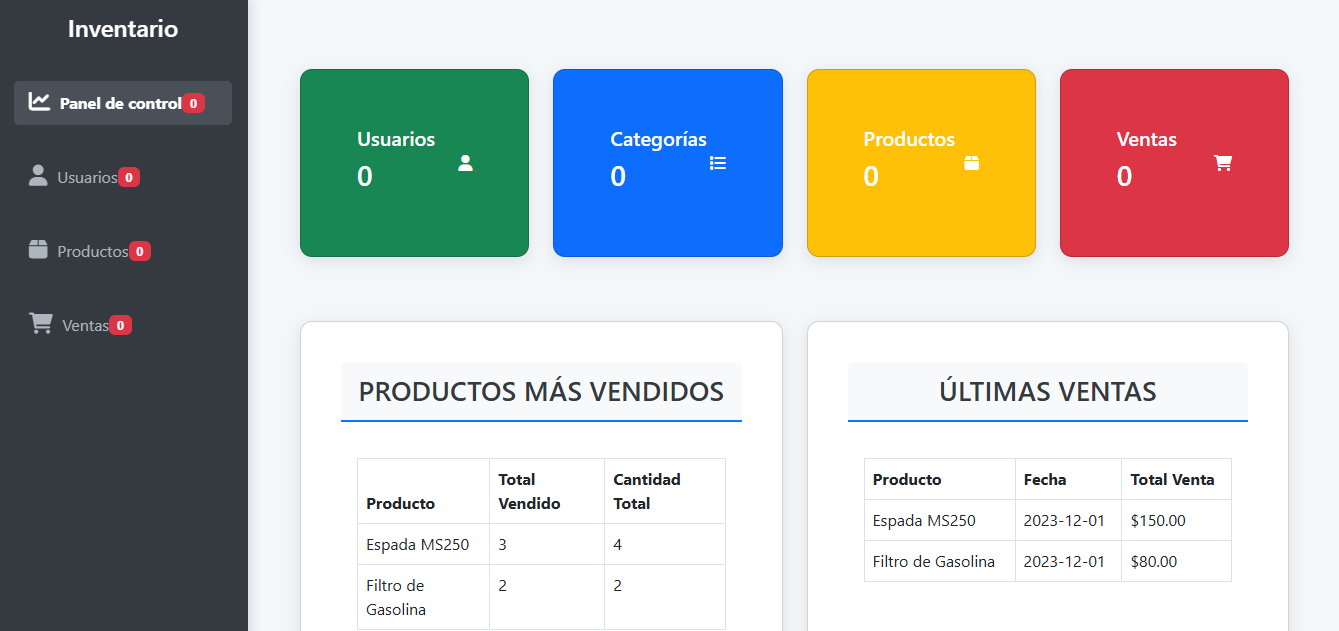 Inventario
Panel de control 0
Usuarios 0
Productos 0
Ventas 0
Usuarios
0
Categorías
0
Productos
0
Ventas
0
PRODUCTOS MÁS VENDIDOS
Producto Total Vendido Cantidad Total
Espada MS250 3 4
Filtro de Gasolina 2 2
ÚLTIMAS VENTAS
Producto Fecha Total Venta
Espada MS250 2023-12-01 $150.00
Filtro de Gasolina 2023-12-01 $80.00